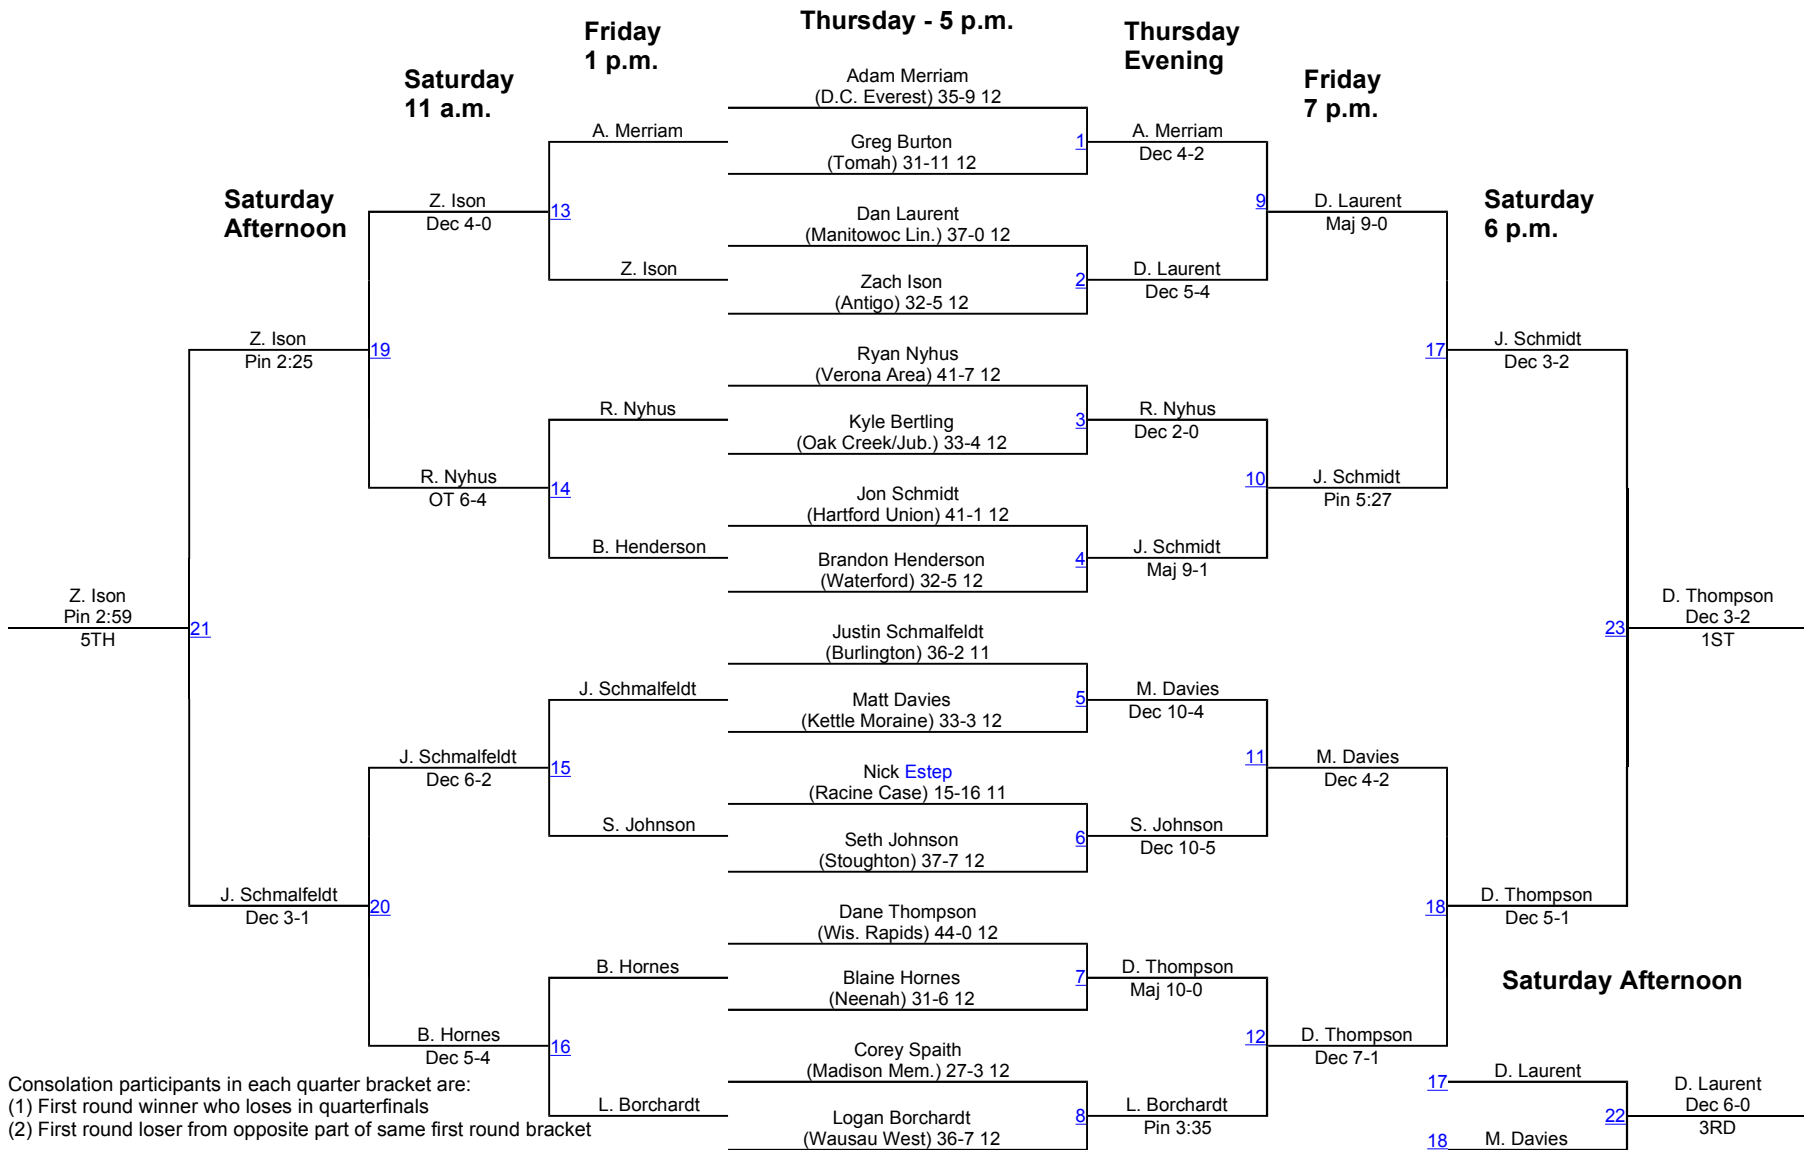 Thursday - 5 p.m.
Friday
1 p.m.
Thursday
Evening
Saturday
11 a.m.
Friday
7 p.m.
Saturday
Afternoon
Saturday
6 p.m.
Adam Merriam
(D.C. Everest) 35-9 12
A. Merriam
1
A. Merriam
Dec 4-2
Greg Burton
(Tomah) 31-11 12
Z. Ison
Dec 4-0
13
Dan Laurent
(Manitowoc Lin.) 37-0 12
9
D. Laurent
Maj 9-0
Z. Ison
2
D. Laurent
Dec 5-4
Zach Ison
(Antigo) 32-5 12
Z. Ison
Pin 2:25
19
Ryan Nyhus
(Verona Area) 41-7 12
17
J. Schmidt
Dec 3-2
R. Nyhus
Kyle Bertling
(Oak Creek/Jub.) 33-4 12
3
R. Nyhus
Dec 2-0
R. Nyhus
OT 6-4
14
Jon Schmidt
(Hartford Union) 41-1 12
10
J. Schmidt
Pin 5:27
B. Henderson
Brandon Henderson
(Waterford) 32-5 12
4
J. Schmidt
Maj 9-1
Z. Ison
Pin 2:59
5TH
21
Justin Schmalfeldt
(Burlington) 36-2 11
23
D. Thompson
Dec 3-2
1ST
J. Schmalfeldt
Matt Davies
(Kettle Moraine) 33-3 12
5
M. Davies
Dec 10-4
J. Schmalfeldt
Dec 6-2
15
Nick Estep
(Racine Case) 15-16 11
11
M. Davies
Dec 4-2
S. Johnson
Seth Johnson
(Stoughton) 37-7 12
6
S. Johnson
Dec 10-5
J. Schmalfeldt
Dec 3-1
20
Dane Thompson
(Wis. Rapids) 44-0 12
18
D. Thompson
Dec 5-1
B. Hornes
Blaine Hornes
(Neenah) 31-6 12
7
D. Thompson
Maj 10-0
Saturday Afternoon
B. Hornes
Dec 5-4
16
Corey Spaith
(Madison Mem.) 27-3 12
12
D. Thompson
Dec 7-1
L. Borchardt
Logan Borchardt
(Wausau West) 36-7 12
8
L. Borchardt
Pin 3:35
17
D. Laurent
22
D. Laurent
Dec 6-0
3RD
18
M. Davies
Consolation participants in each quarter bracket are:
(1) First round winner who loses in quarterfinals
(2) First round loser from opposite part of same first round bracket